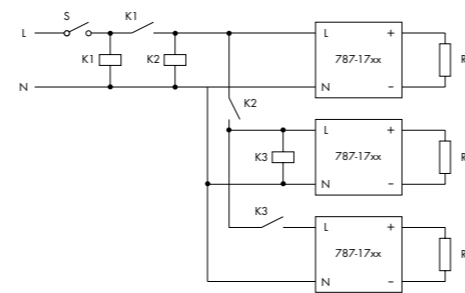 S K1
L L +
K1 K2 787-17xx R
N N −
K2
L +
K3 787-17xx R
N −
K3
L +
787-17xx R
N −